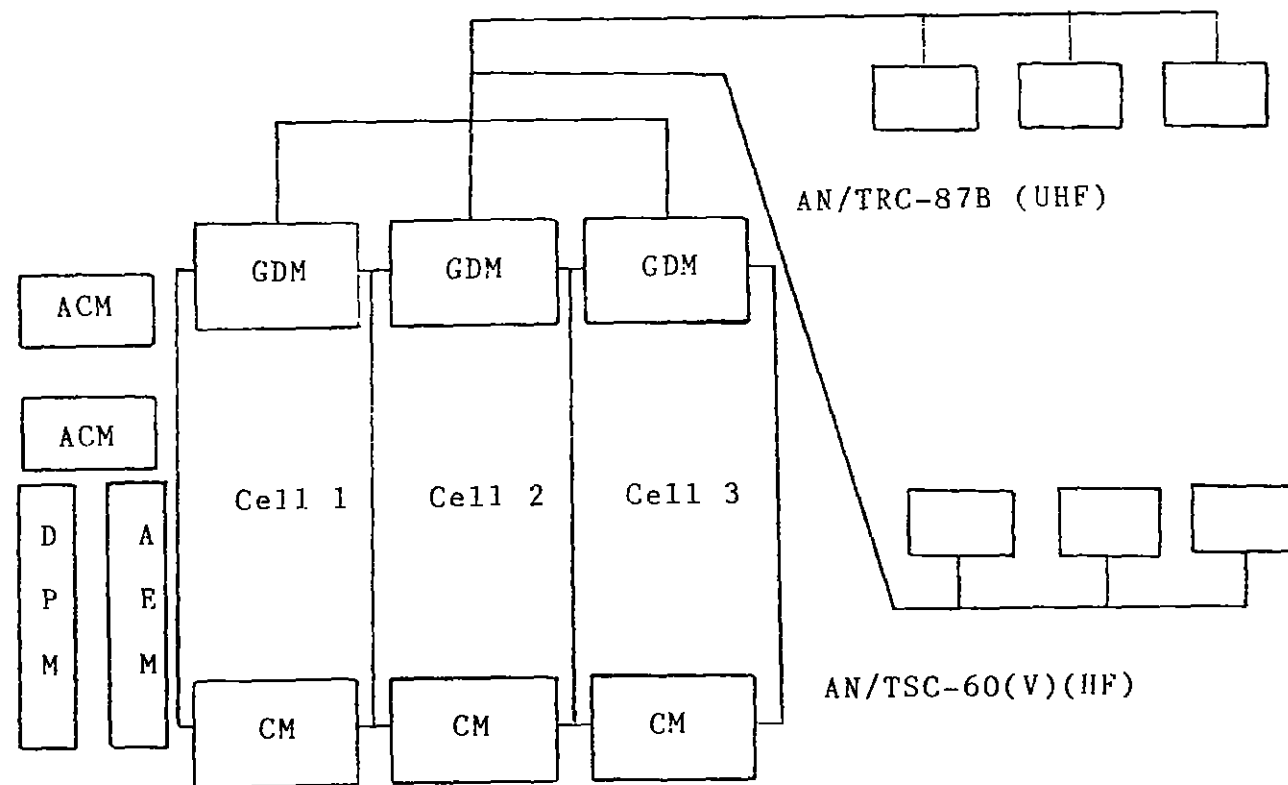 AN/TRC-87B (UHF)
GDM
GDM
GDM
ACM
ACM
Cell 1
Cell 2
Cell 3
D
P
M
A
E
M
AN/TSC-60(V)(HF)
CM
CM
CM